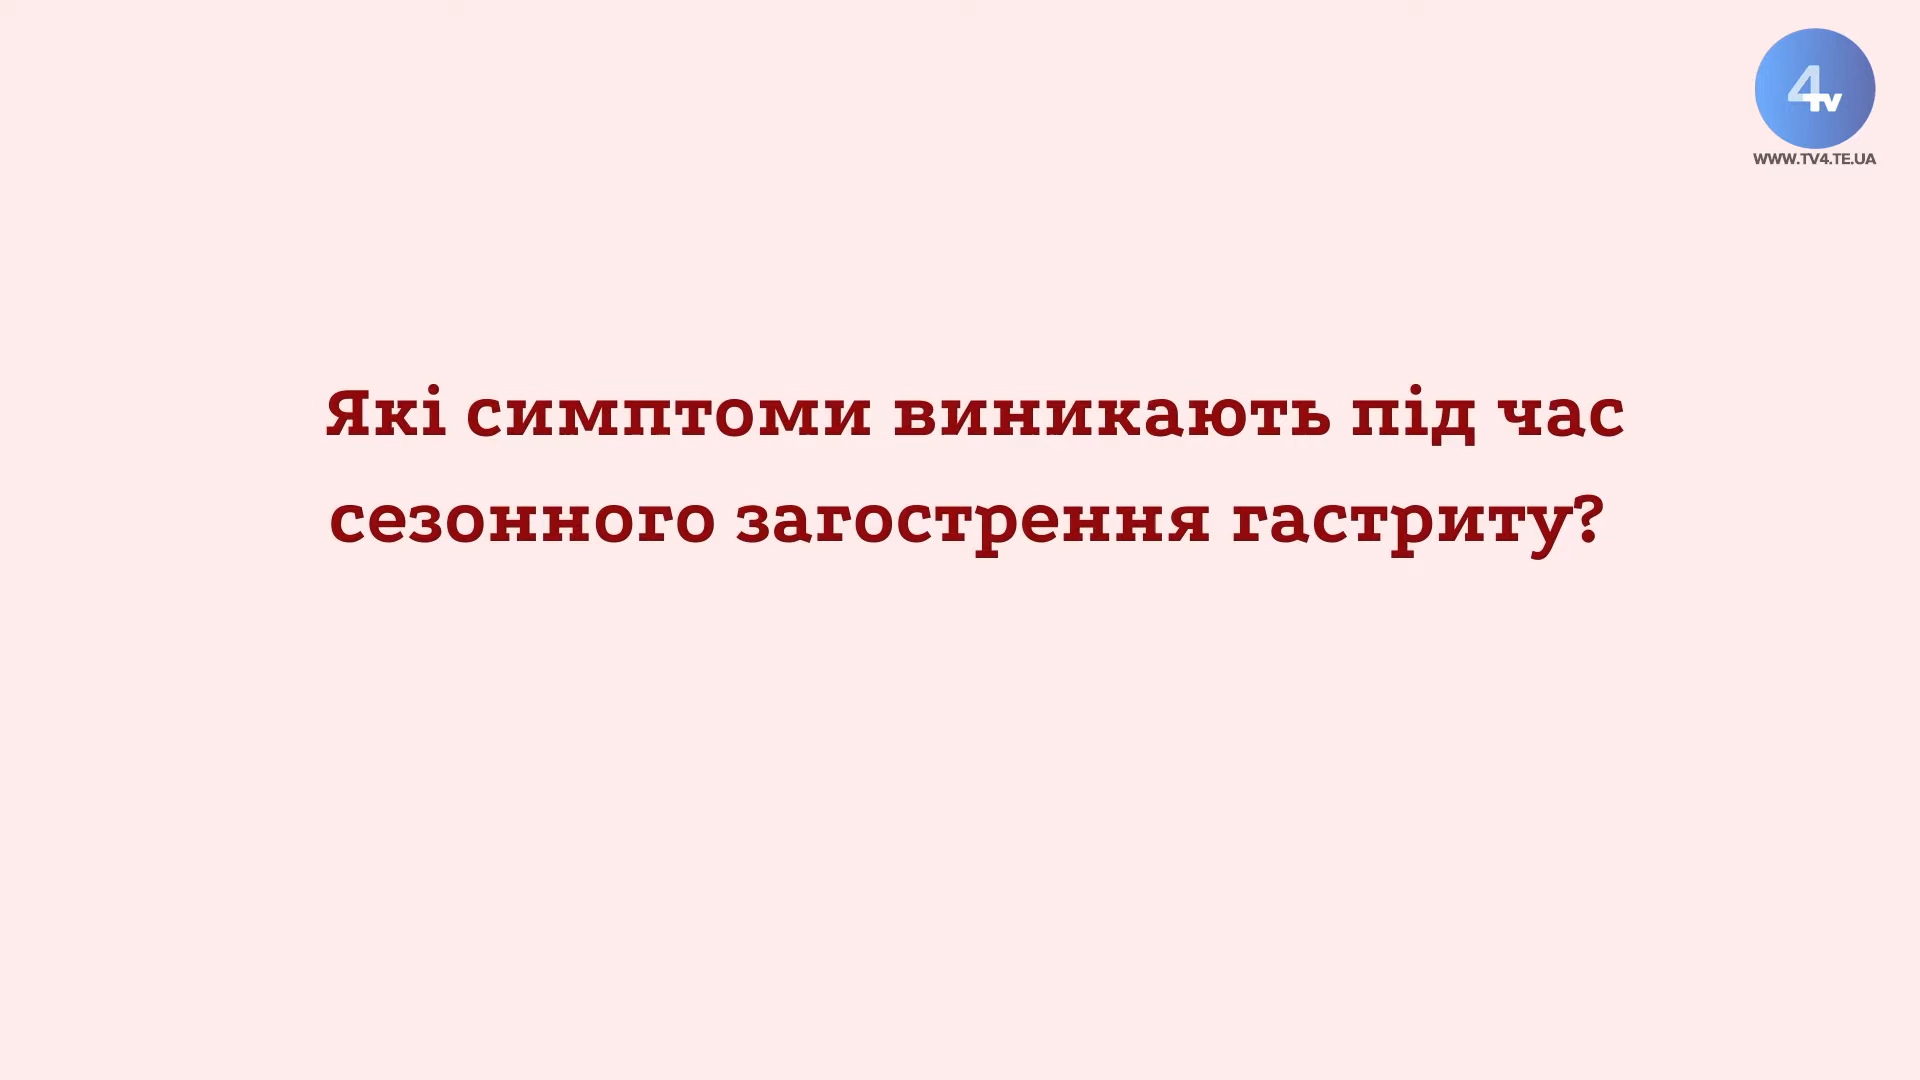 4tv
WWW.TV4.TE.UA
Які симптоми виникають під час
сезонного загострення гастриту?